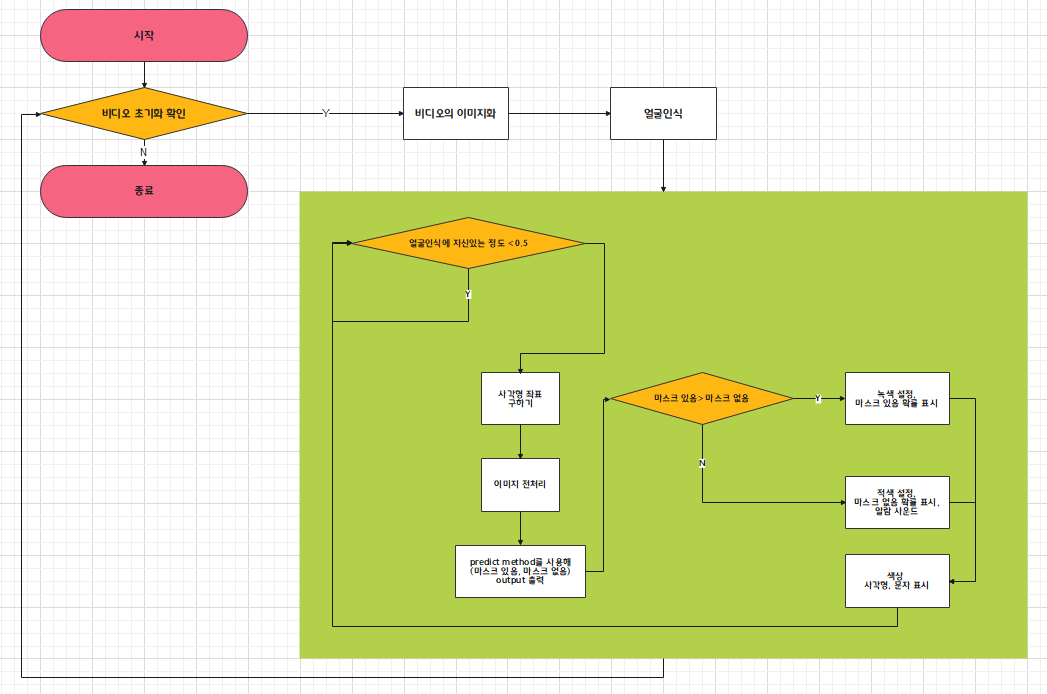 시작
비디오 초기화 확인
Y
비디오의 이미지화
얼굴인식
N
종료
얼굴인식에 자신있는 정도 < 0.5
Y
사각형 좌표
구하기
이미지 전처리
predict method를 사용해
(마스크 있음, 마스크 없음)
output 출력
마스크 있음 > 마스크 없음
Y
녹색 설정,
마스크 있음 확률 표시
N
적색 설정,
마스크 없음 확률 표시,
알람 사운드
색상
사각형, 문자 표시